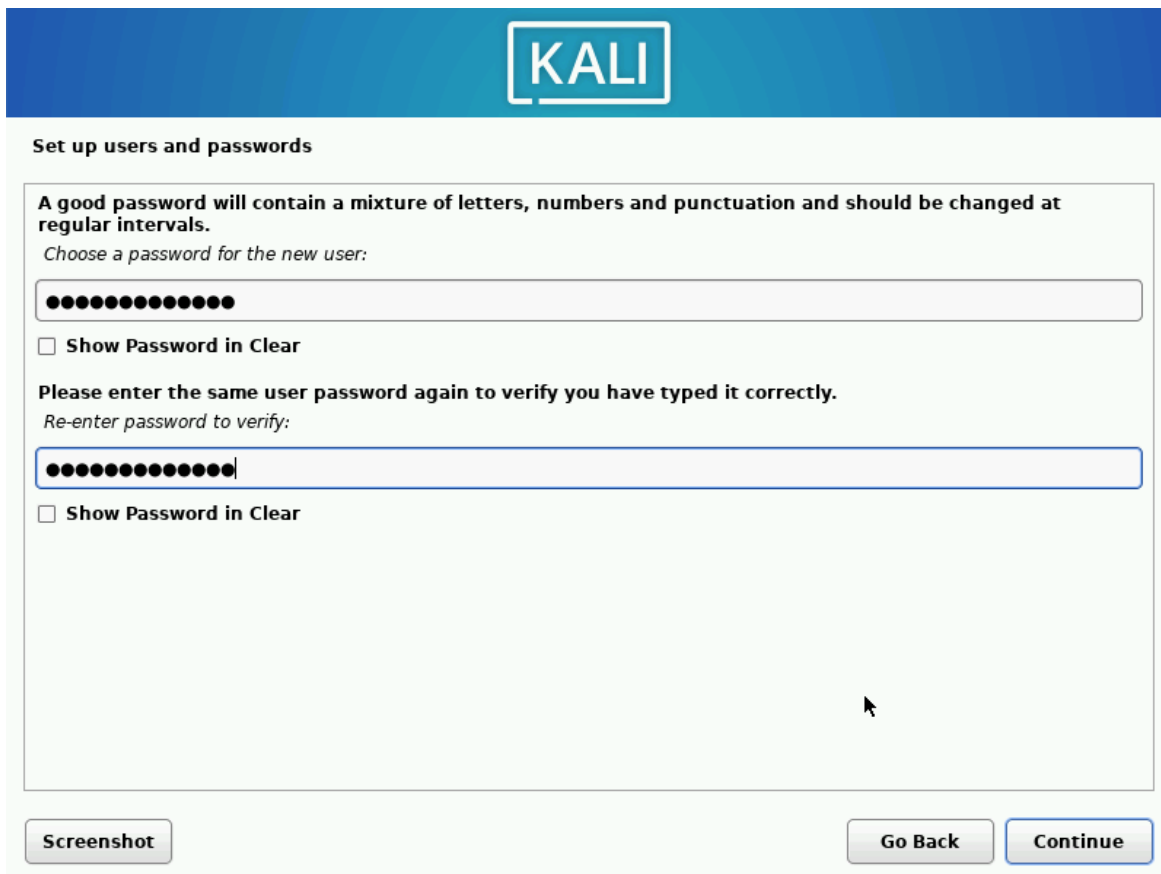 KALI
Set up users and passwords
A good password will contain a mixture of letters, numbers and punctuation and should be changed at
regular intervals.
Choose a password for the new user:
●●●●●●●●●●●●●
Show Password in Clear
Please enter the same user password again to verify you have typed it correctly.
Re-enter password to verify:
●●●●●●●●●●●●●
Show Password in Clear
Screenshot
Go Back
Continue